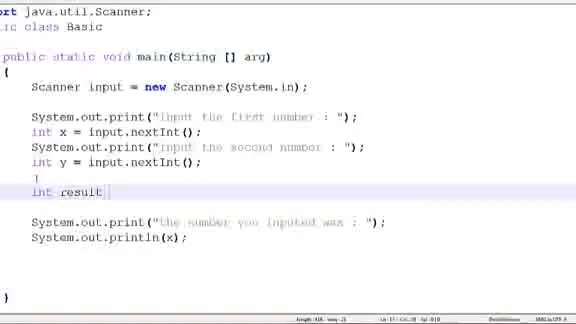 ort java.util.Scanner;
lic class Basic
public static void main(String [] arg)
{
Scanner input = new Scanner(System.in);
System.out.print("input the first number : ");
int x = input.nextInt();
System.out.print("input the second number : ");
int y = input.nextInt();
int result
System.out.print("the number you inputed was : ");
System.out.println(x);
}